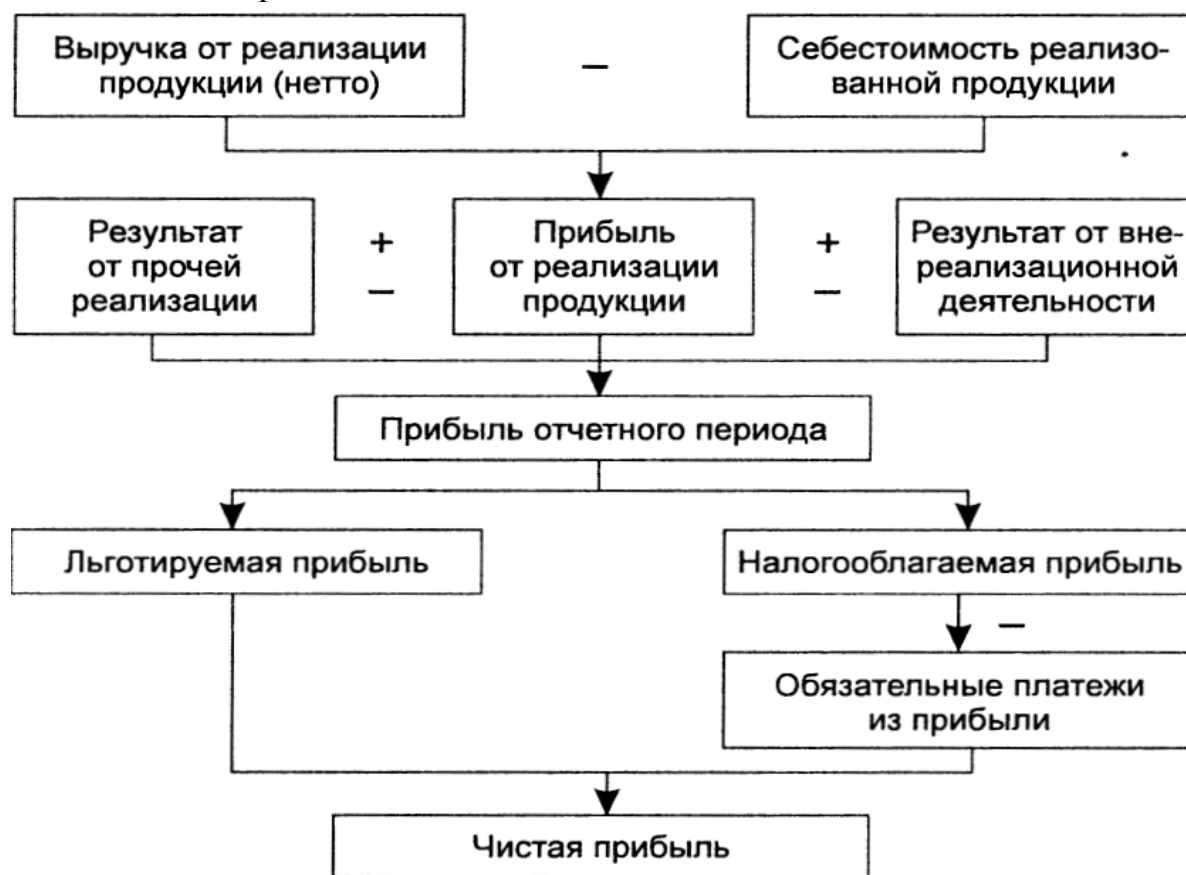 Выручка от реализации
продукции (нетто)
–
Себестоимость реализо-
ванной продукции
Результат
от прочей
реализации
+
–
Прибыль
от реализации
продукции
+
–
Результат от вне-
реализационной
деятельности
Прибыль отчетного периода
Льготируемая прибыль
Налогооблагаемая прибыль
–
Обязательные платежи
из прибыли
Чистая прибыль